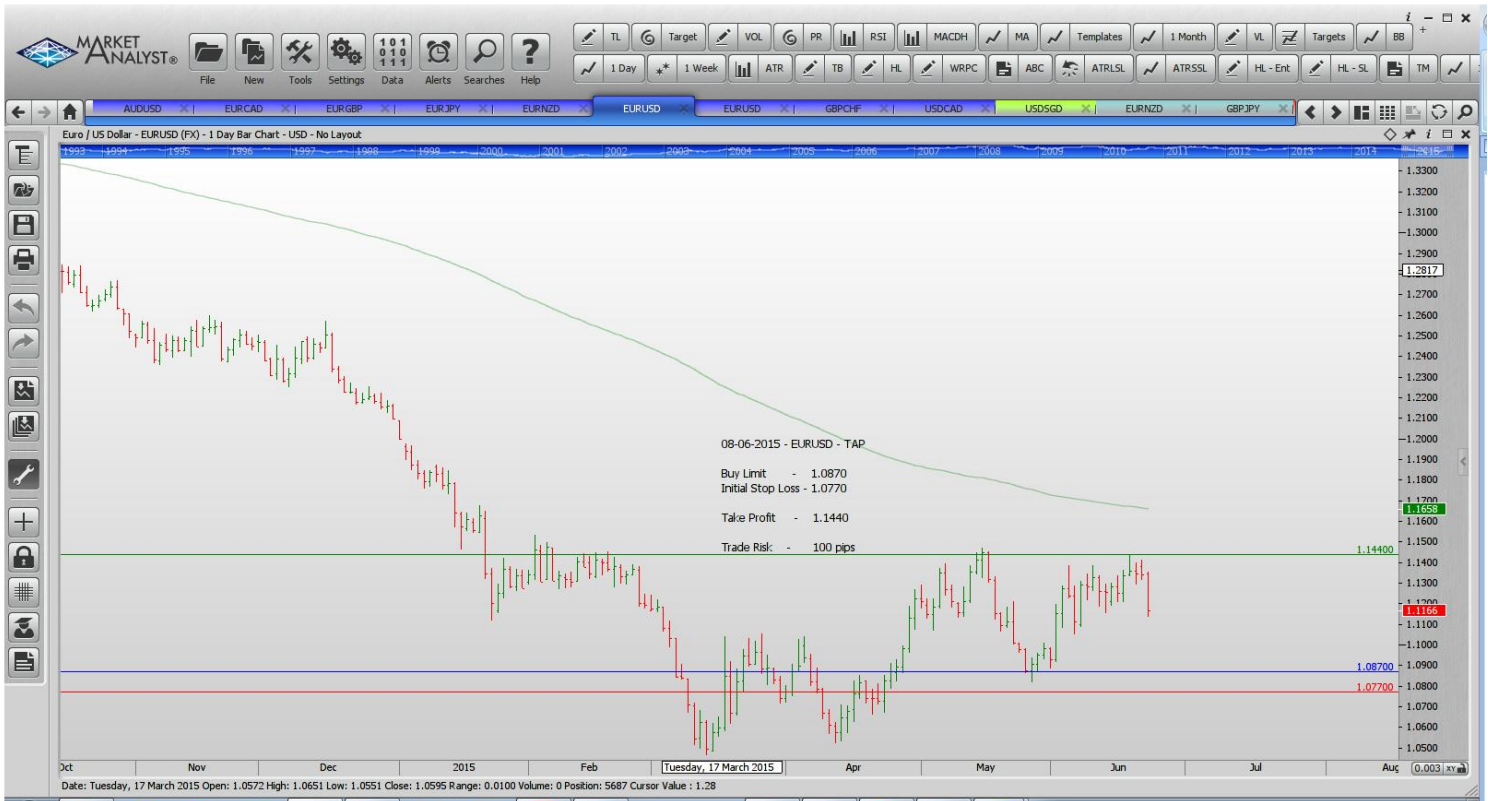 MARKET
ANALYST®
File New Tools Settings Data Alerts Searches Help
101
010
111
TL Target VOL PR RSI MACDH MA Templates 1 Month VL Targets BB
1 Day 1 Week ATR TB HL WRPC ABC ATRLSL ATRSSL HL - Ent HL - SL TM
AUDUSD EURCAD EURGBP EURJPY EURNZD EURUSD EURUSD GBPCHF USDCAD USDSGD EURNZD GBPJPY
Euro / US Dollar - EURUSD (FX) - 1 Day Bar Chart - USD - No Layout
1993 1994 1995 1996 1997 1998 1999 2000 2001 2002 2003 2004 2005 2006 2007 2008 2009 2010 2011 2012 2013 2014 2015
1.3300
1.3200
1.3100
1.3000
1.2900
1.2817
1.2700
1.2600
1.2500
1.2400
1.2300
1.2200
1.2100
1.2000
1.1900
1.1800
1.1700
1.1658
1.1600
1.1500
1.1400
1.1300
1.1200
1.1166
1.1100
1.1000
1.0900
1.0800
1.0700
1.0600
1.0500
08-06-2015 - EURUSD - TAP
Buy Limit - 1.0870
Initial Stop Loss - 1.0770
Take Profit - 1.1440
Trade Risk - 100 pips
1.14400
1.08700
1.07700
Oct Nov Dec 2015 Feb Tuesday, 17 March 2015 Apr May Jun Jul Aug 0.003 XY
Date: Tuesday, 17 March 2015 Open: 1.0572 High: 1.0651 Low: 1.0551 Close: 1.0595 Range: 0.0100 Volume: 0 Position: 5687 Cursor Value : 1.28